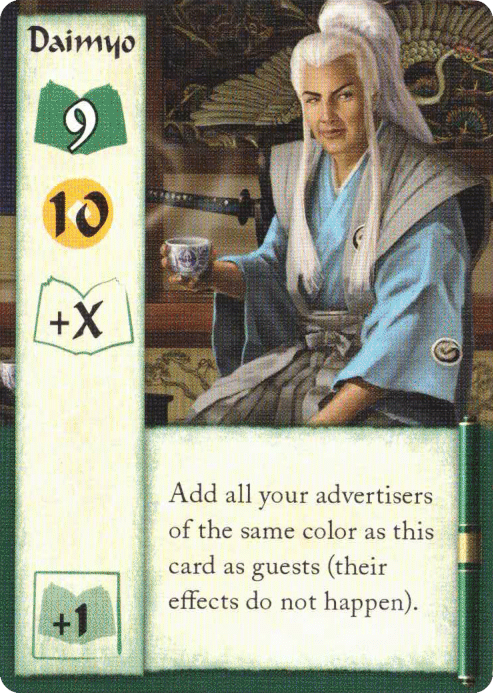 Daimyo
9
10
+X
Add all your advertisers
of the same color as this
card as guests (their
effects do not happen).
+1